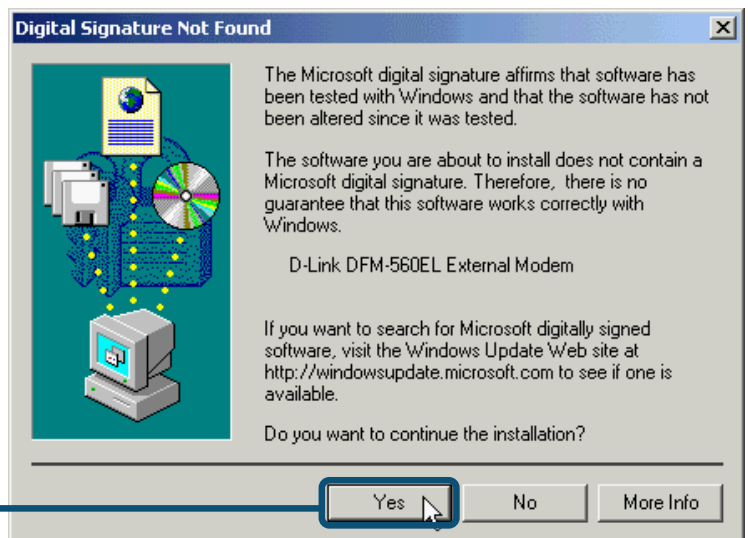 Digital Signature Not Found
The Microsoft digital signature affirms that software has
been tested with Windows and that the software has not
been altered since it was tested.
The software you are about to install does not contain a
Microsoft digital signature. Therefore, there is no
guarantee that this software works correctly with
Windows.
D-Link DFM-560EL External Modem
If you want to search for Microsoft digitally signed
software, visit the Windows Update Web site at
http://windowsupdate.microsoft.com to see if one is
available.
Do you want to continue the installation?
Yes
No
More Info